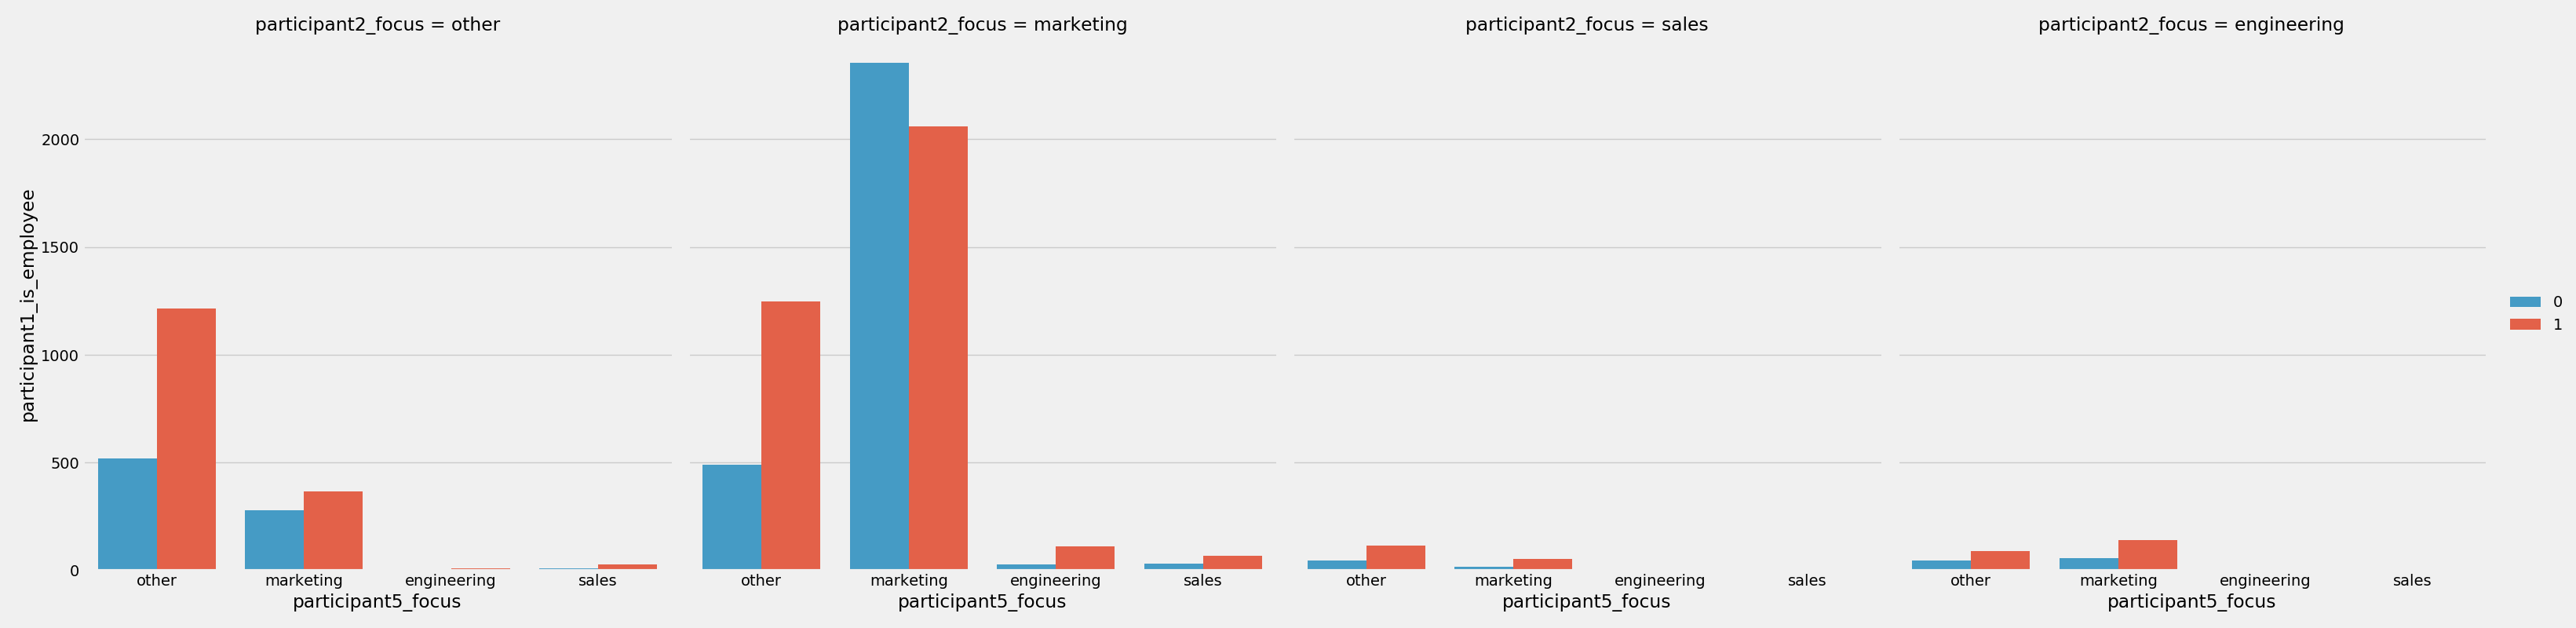 participant2_focus = other
participant2_focus = marketing
participant2_focus = sales
participant2_focus = engineering
participant1_is_employee
2000
1500
1000
500
0
other marketing engineering sales
other marketing engineering sales
other marketing engineering sales
other marketing engineering sales
participant5_focus
participant5_focus
participant5_focus
participant5_focus
0
1